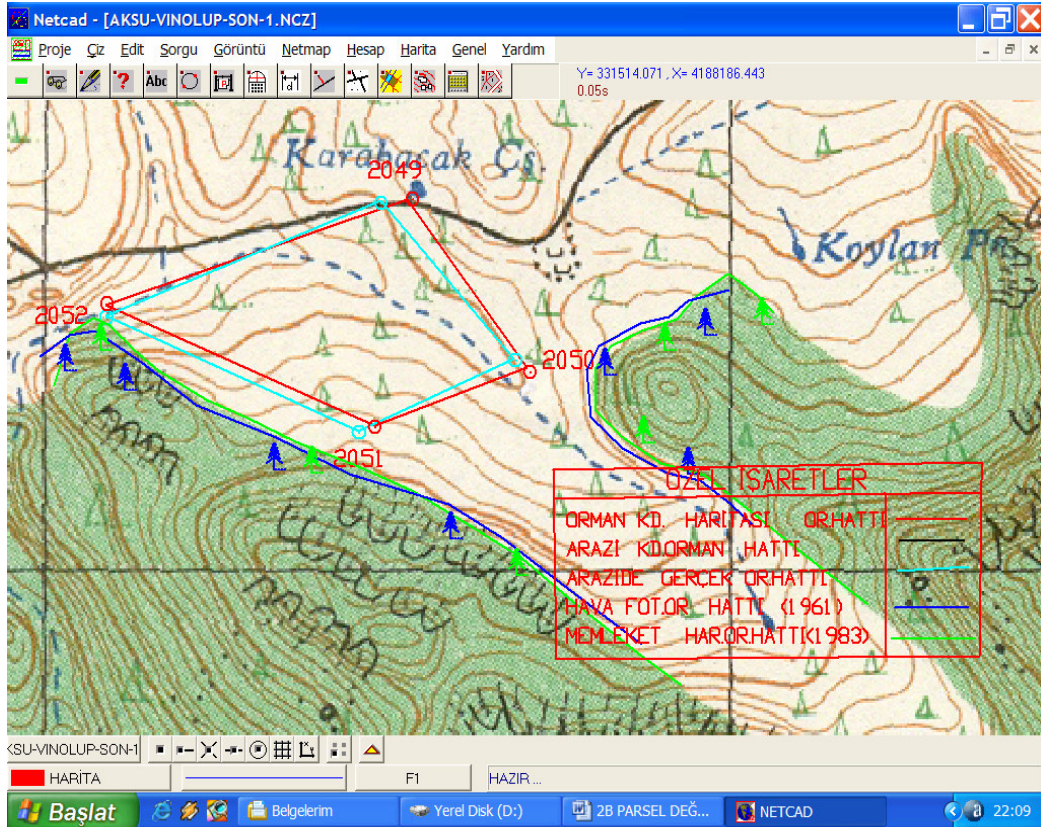 Netcad - [AKSU-VINOLUP-SON-1.NCZ]
Proje Çiz Edit Sorgu Görüntü Netmap Hesap Harita Genel Yardım
Abc
Y= 331514.071 , X= 4188186.443
0.05s
Karabacak Çş.
2049
Koylan Pn.
2052
2050
2051
ÖZEL İŞARETLER
ORMAN KD. HARİTASI OR.HATTI
ARAZİ KD.ORMAN HATTI
ARAZİDE GERÇEK OR.HATTI
HAVA FOT.OR. HATTI (1961)
MEMLEKET HAR.OR.HATTI(1983)
KSU-VINOLUP-SON-1
HARİTA
F1
HAZIR ...
Başlat
Belgelerim
Yerel Disk (D:)
2B PARSEL DEĞ...
NETCAD
22:09